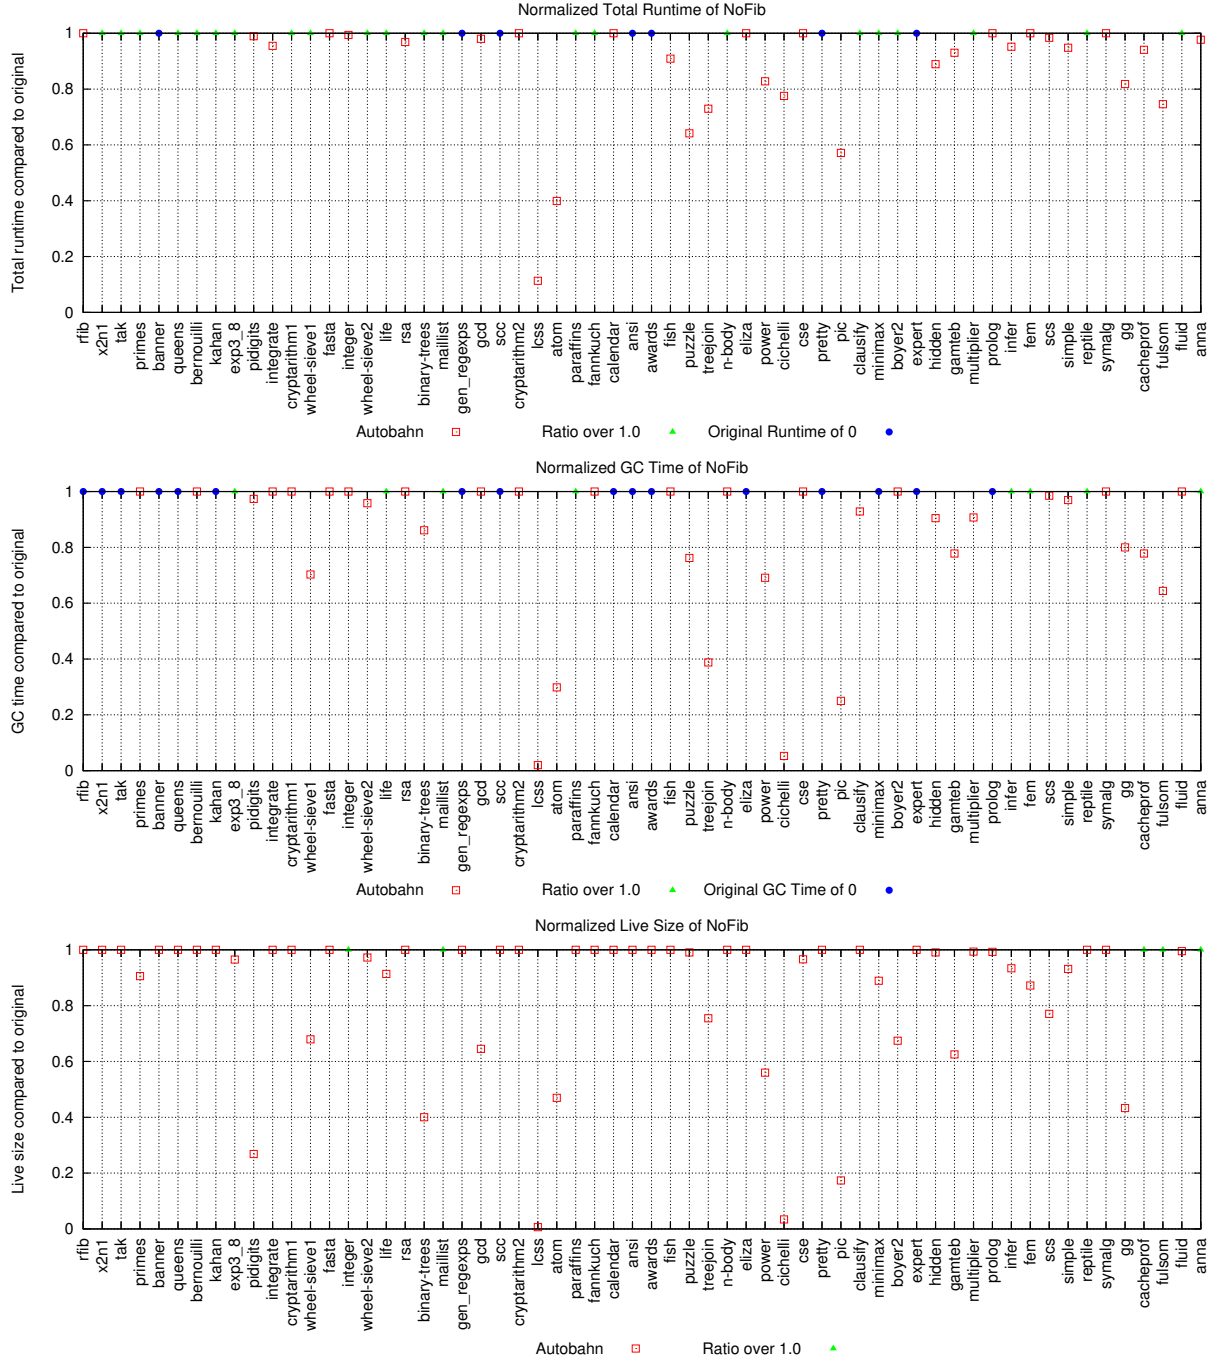 Normalized Total Runtime of NoFib
Total runtime compared to original
1
0.8
0.6
0.4
0.2
0
rfib x2n1 tak primes banner queens bernouilli kahan exp3_8 pidigits integrate cryptarithm1 wheel-sieve1 fasta integer wheel-sieve2 life rsa binary-trees maillist gen_regexps gcd scc cryptarithm2 lcss atom paraffins fannkuch calendar ansi awards fish puzzle treejoin n-body eliza power cichelli cse pretty pic clausify minimax boyer2 expert hidden gamteb multiplier prolog infer fem scs simple reptile symalg gg cacheprof fulsom fluid anna
Autobahn Ratio over 1.0 Original Runtime of 0
Normalized GC Time of NoFib
GC time compared to original
1
0.8
0.6
0.4
0.2
0
rfib x2n1 tak primes banner queens bernouilli kahan exp3_8 pidigits integrate cryptarithm1 wheel-sieve1 fasta integer wheel-sieve2 life rsa binary-trees maillist gen_regexps gcd scc cryptarithm2 lcss atom paraffins fannkuch calendar ansi awards fish puzzle treejoin n-body eliza power cichelli cse pretty pic clausify minimax boyer2 expert hidden gamteb multiplier prolog infer fem scs simple reptile symalg gg cacheprof fulsom fluid anna
Autobahn Ratio over 1.0 Original GC Time of 0
Normalized Live Size of NoFib
Live size compared to original
1
0.8
0.6
0.4
0.2
0
rfib x2n1 tak primes banner queens bernouilli kahan exp3_8 pidigits integrate cryptarithm1 wheel-sieve1 fasta integer wheel-sieve2 life rsa binary-trees maillist gen_regexps gcd scc cryptarithm2 lcss atom paraffins fannkuch calendar ansi awards fish puzzle treejoin n-body eliza power cichelli cse pretty pic clausify minimax boyer2 expert hidden gamteb multiplier prolog infer fem scs simple reptile symalg gg cacheprof fulsom fluid anna
Autobahn Ratio over 1.0